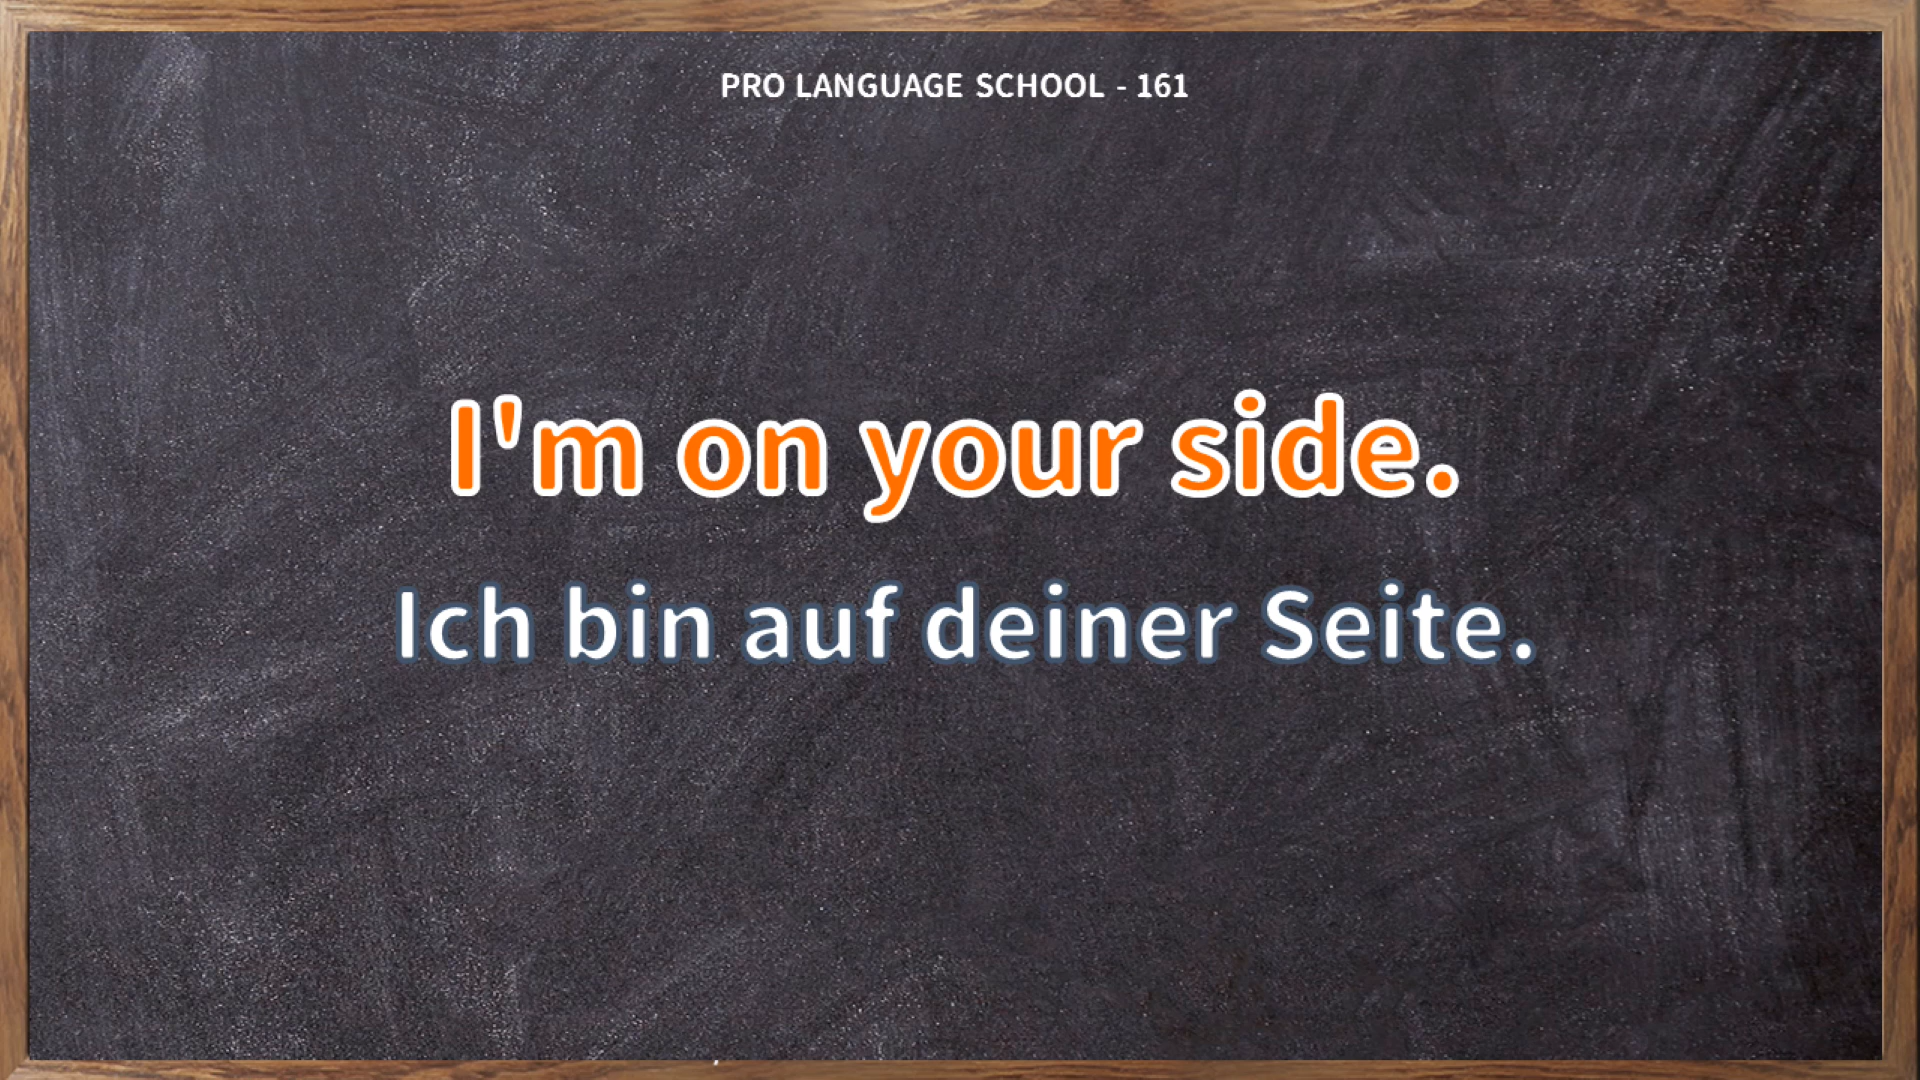 PRO LANGUAGE SCHOOL - 161
I'm on your side.
Ich bin auf deiner Seite.